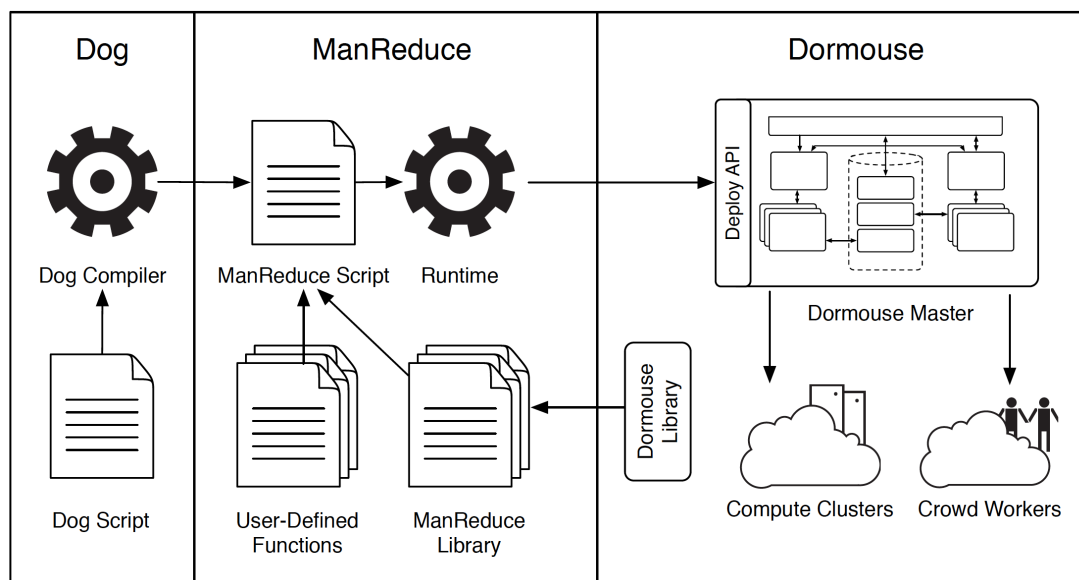 Dog
ManReduce
Dormouse
Deploy API
Dog Compiler
ManReduce Script
Runtime
Dormouse Master
Dormouse
Library
Dog Script
User-Defined
Functions
ManReduce
Library
Compute Clusters
Crowd Workers